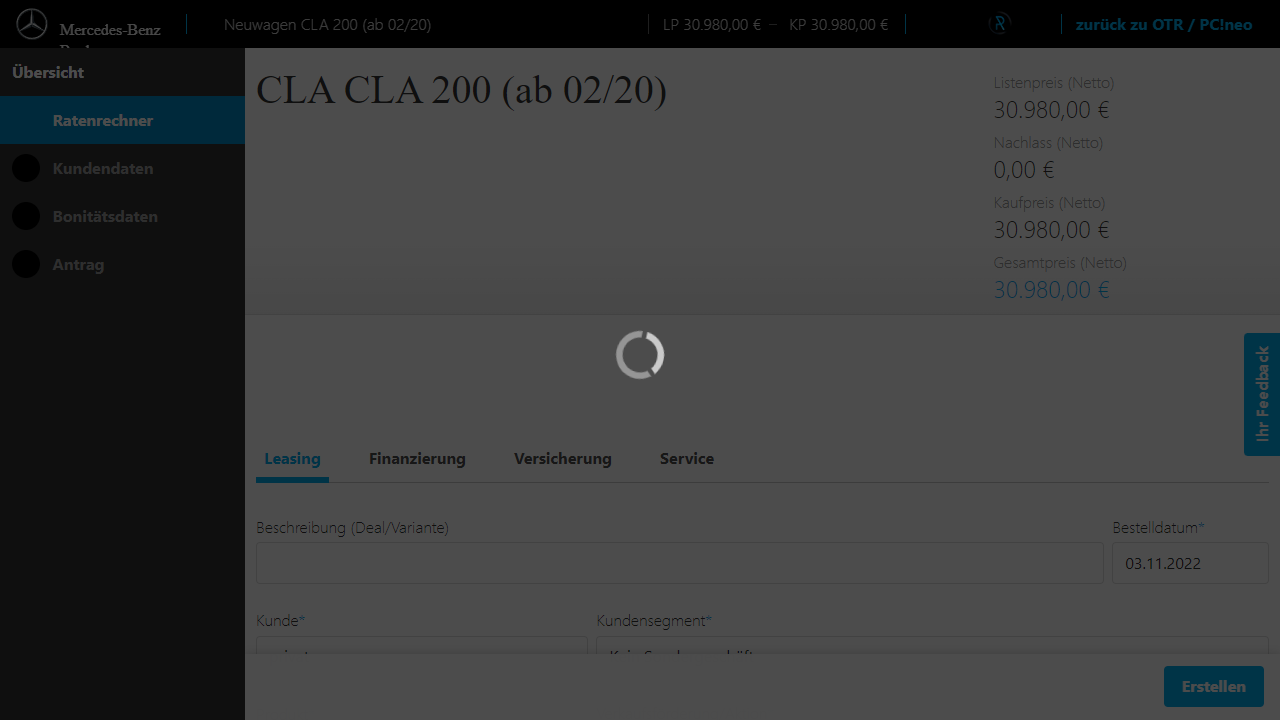 Mercedes-Benz
Neuwagen CLA 200 (ab 02/20)
LP 30.980,00 € – KP 30.980,00 €
zurück zu OTR / PC!neo
Übersicht
Ratenrechner
Kundendaten
Bonitätsdaten
Antrag
CLA CLA 200 (ab 02/20)
Listenpreis (Netto)
30.980,00 €
Nachlass (Netto)
0,00 €
Kaufpreis (Netto)
30.980,00 €
Gesamtpreis (Netto)
30.980,00 €
Ihr Feedback
Leasing Finanzierung Versicherung Service
Beschreibung (Deal/Variante) Bestelldatum*
03.11.2022
Kunde* Kundensegment*
Erstellen